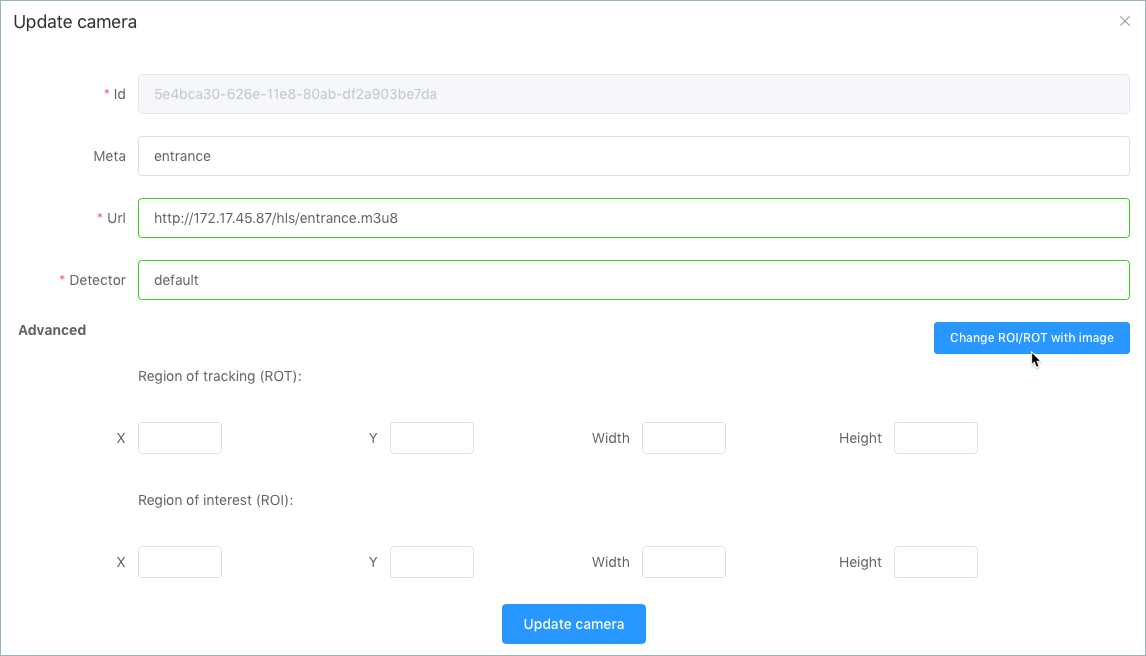 Update camera
* Id
5e4bca30-626e-11e8-80ab-df2a903be7da
Meta
entrance
* Url
http://172.17.45.87/hls/entrance.m3u8
* Detector
default
Advanced
Change ROI/ROT with image
Region of tracking (ROT):
X Y Width Height
Region of interest (ROI):
X Y Width Height
Update camera